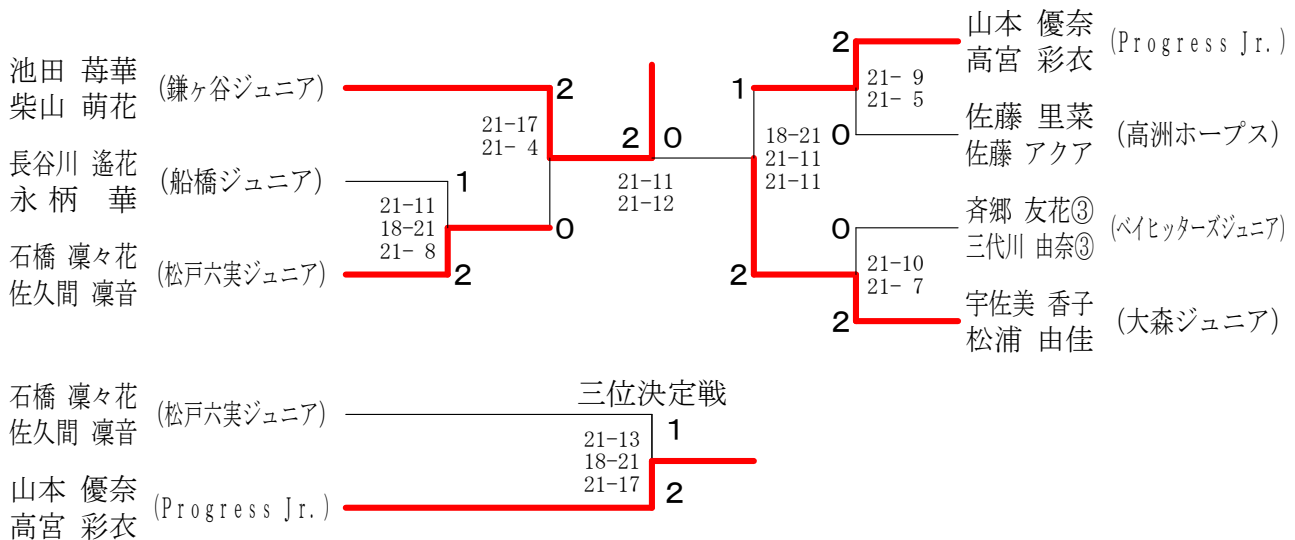 池田 苺華
柴山 萌花
(鎌ヶ谷ジュニア)
2
21-17
21- 4
長谷川 遙花
永柄 華
(船橋ジュニア)
1
21-11
18-21
21- 8
0
石橋 凜々花
佐久間 凜音
(松戸六実ジュニア)
2
2
0
21-11
21-12
山本 優奈
高宮 彩衣
(Progress Jr.)
2
21- 9
21- 5
1
佐藤 里菜
佐藤 アクア
(高洲ホープス)
0
18-21
21-11
21-11
斉郷 友花③
三代川 由奈③
(ベイヒッターズジュニア)
0
21-10
21- 7
2
宇佐美 香子
松浦 由佳
(大森ジュニア)
2
三位決定戦
石橋 凜々花
佐久間 凜音
(松戸六実ジュニア)
1
21-13
18-21
21-17
山本 優奈
高宮 彩衣
(Progress Jr.)
2